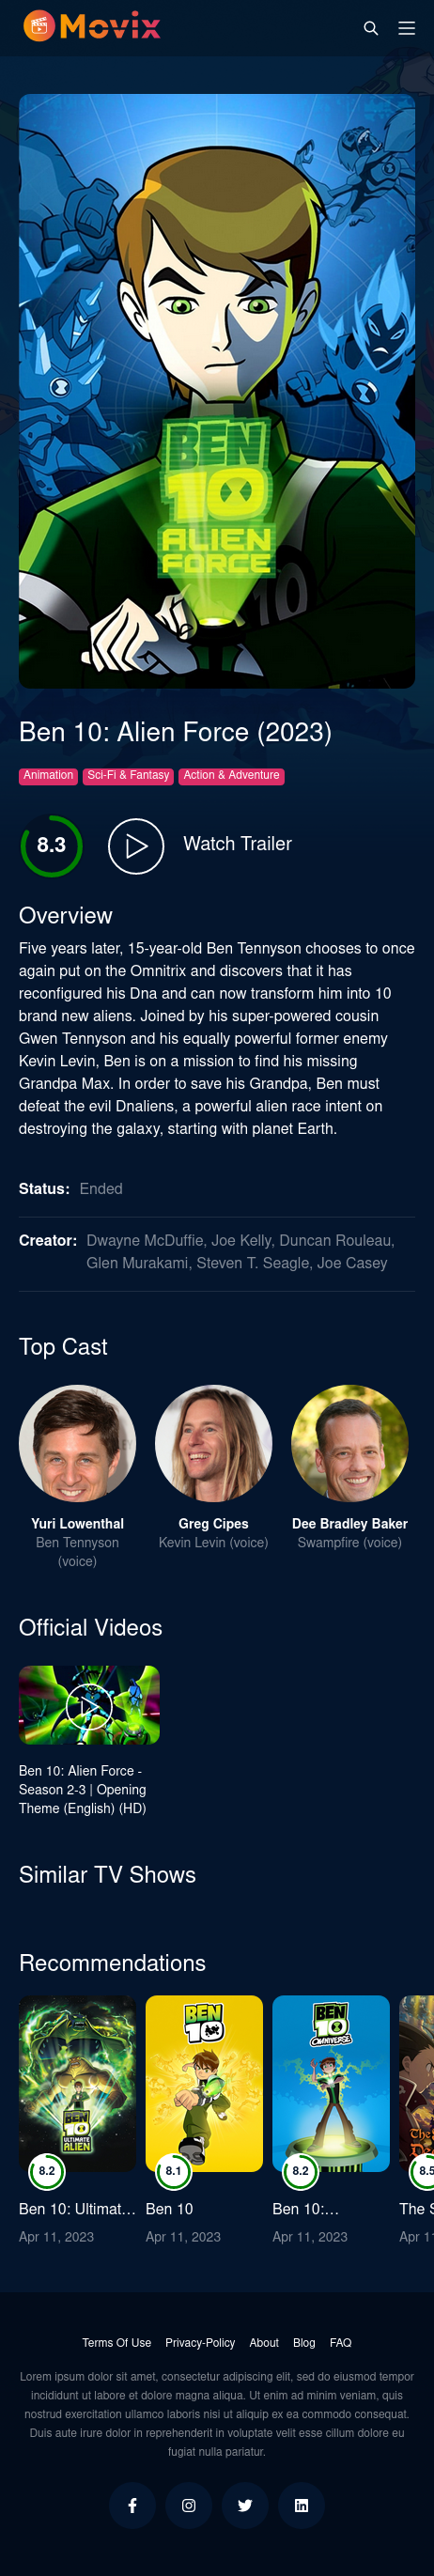 Movix
BEN
10
ALIEN
FORCE
10
Ben 10: Alien Force (2023)
Animation Sci-Fi & Fantasy Action & Adventure
8.3 Watch Trailer
Overview
Five years later, 15-year-old Ben Tennyson chooses to once
again put on the Omnitrix and discovers that it has
reconfigured his Dna and can now transform him into 10
brand new aliens. Joined by his super-powered cousin
Gwen Tennyson and his equally powerful former enemy
Kevin Levin, Ben is on a mission to find his missing
Grandpa Max. In order to save his Grandpa, Ben must
defeat the evil Dnaliens, a powerful alien race intent on
destroying the galaxy, starting with planet Earth.
Status: Ended
Creator: Dwayne McDuffie, Joe Kelly, Duncan Rouleau,
Glen Murakami, Steven T. Seagle, Joe Casey
Top Cast
Yuri Lowenthal Greg Cipes Dee Bradley Baker
Ben Tennyson Kevin Levin (voice) Swampfire (voice)
(voice)
Official Videos
Ben 10: Alien Force -
Season 2-3 | Opening
Theme (English) (HD)
Similar TV Shows
Recommendations
BEN
10
ULTIMATE
ALIEN
BEN
10
BEN
10
OMNIVERSE
8.2 8.1 8.2 8.5
Ben 10: Ultimat... Ben 10 Ben 10:... The S
Apr 11, 2023 Apr 11, 2023 Apr 11, 2023 Apr 11
Terms Of Use Privacy-Policy About Blog FAQ
Lorem ipsum dolor sit amet, consectetur adipiscing elit, sed do eiusmod tempor
incididunt ut labore et dolore magna aliqua. Ut enim ad minim veniam, quis
nostrud exercitation ullamco laboris nisi ut aliquip ex ea commodo consequat.
Duis aute irure dolor in reprehenderit in voluptate velit esse cillum dolore eu
fugiat nulla pariatur.